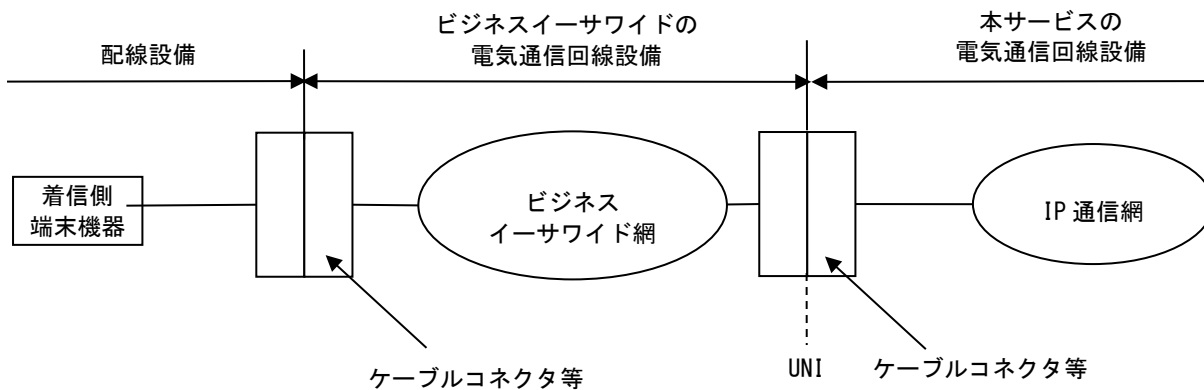 配線設備
ビジネスイーサワイドの
電気通信回線設備
本サービスの
電気通信回線設備
着信側
端末機器
ビジネス
イーサワイド網
IP 通信網
ケーブルコネクタ等
UNI
ケーブルコネクタ等